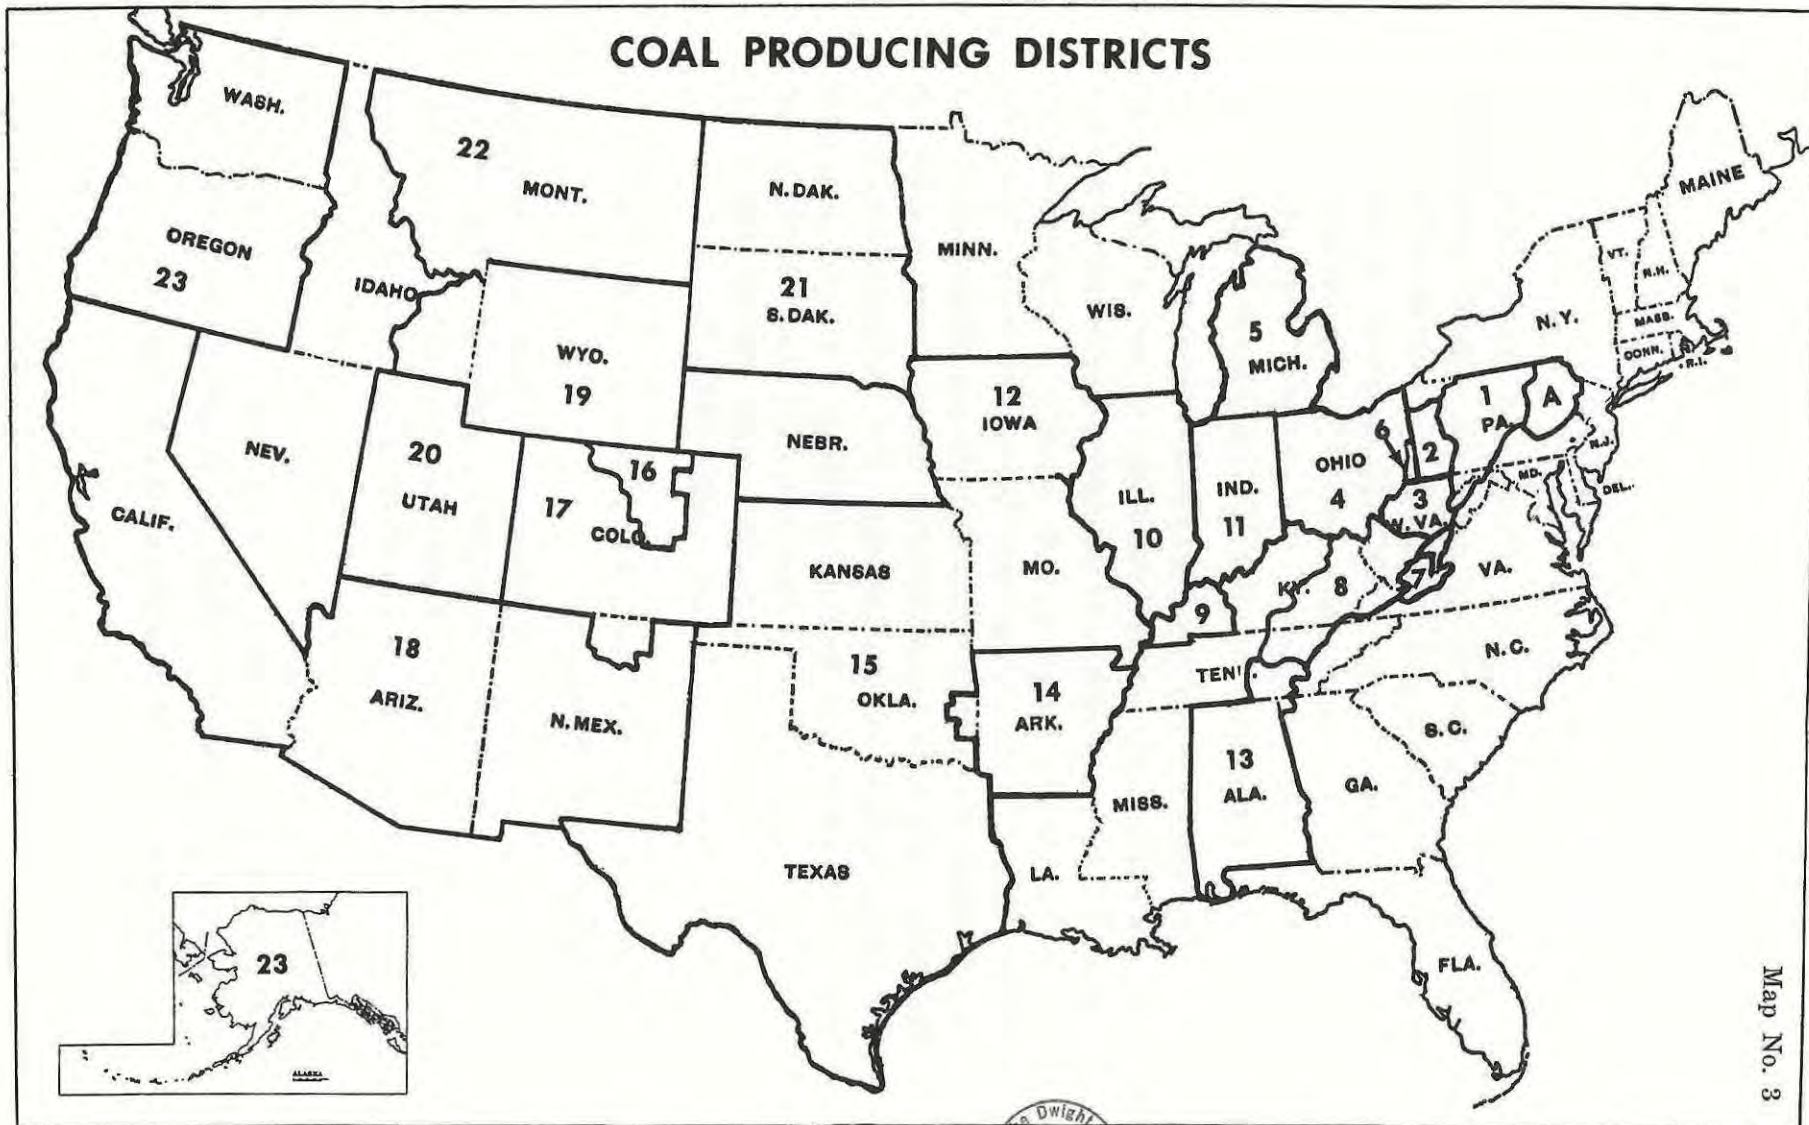 COAL PRODUCING DISTRICTS
WASH.
22
MONT.
N. DAK.
MINN.
MAINE
OREGON
23
IDAHO
21
S. DAK.
WIS.
5
MICH.
VT.
N.H.
N.Y.
MASS.
CONN.
R.I.
WYO.
19
12
IOWA
1
PA.
A
2
6
N.J.
NEV.
20
UTAH
NEBR.
16
17
COLO.
CALIF.
ILL.
10
IND.
11
OHIO
4
3
W. VA.
MD.
DEL.
KANSAS
MO.
KY.
8
7
VA.
9
18
ARIZ.
N. MEX.
15
OKLA.
14
ARK.
TEN
N.C.
S.C.
13
ALA.
MISS.
GA.
TEXAS
LA.
FLA.
23
ALASKA
Map No. 3
Dwight